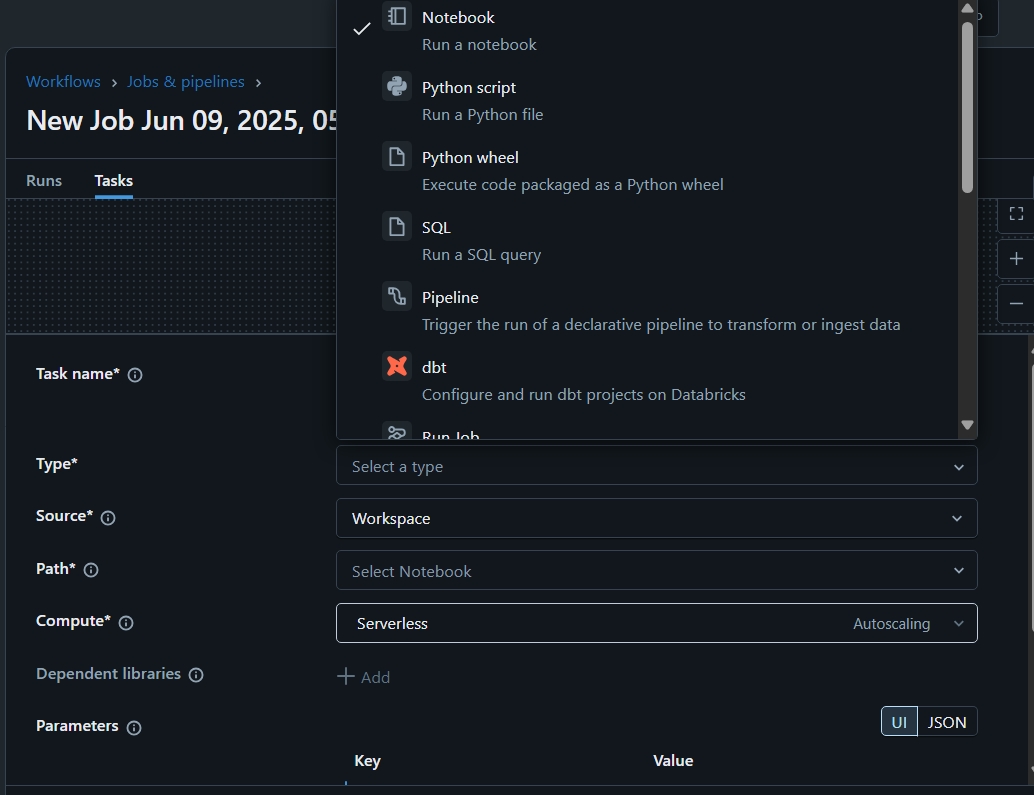 Notebook
Run a notebook
Workflows › Jobs & pipelines ›
New Job Jun 09, 2025, 05
Python script
Run a Python file
Python wheel
Execute code packaged as a Python wheel
Runs
Tasks
SQL
Run a SQL query
Pipeline
Trigger the run of a declarative pipeline to transform or ingest data
dbt
Configure and run dbt projects on Databricks
Run Job
Task name*
Type*
Select a type
Source*
Workspace
Path*
Select Notebook
Compute*
Serverless
Autoscaling
Dependent libraries
+ Add
Parameters
UI
JSON
Key
Value